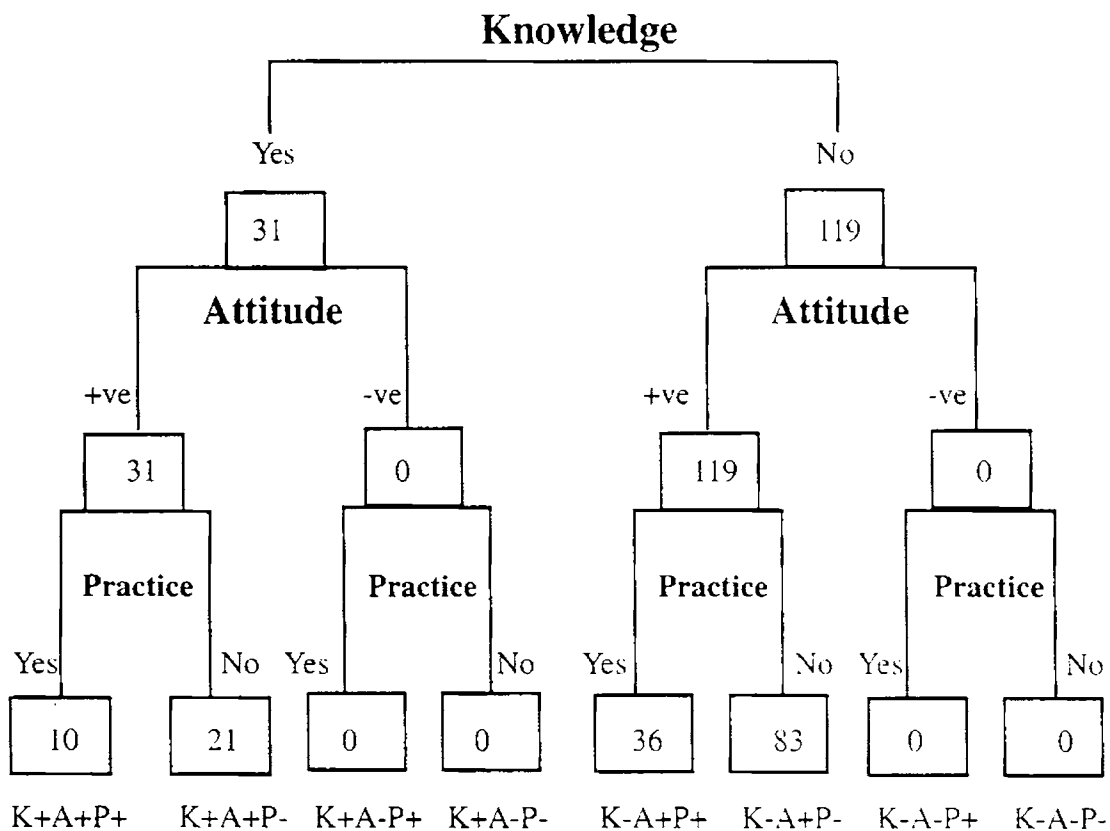 Knowledge
Yes No
31 119
Attitude Attitude
+ve -ve +ve -ve
31 0 119 0
Practice Practice Practice Practice
Yes No Yes No Yes No Yes No
10 21 0 0 36 83 0 0
K+A+P+ K+A+P- K+A-P+ K+A-P- K-A+P+ K-A+P- K-A-P+ K-A-P-